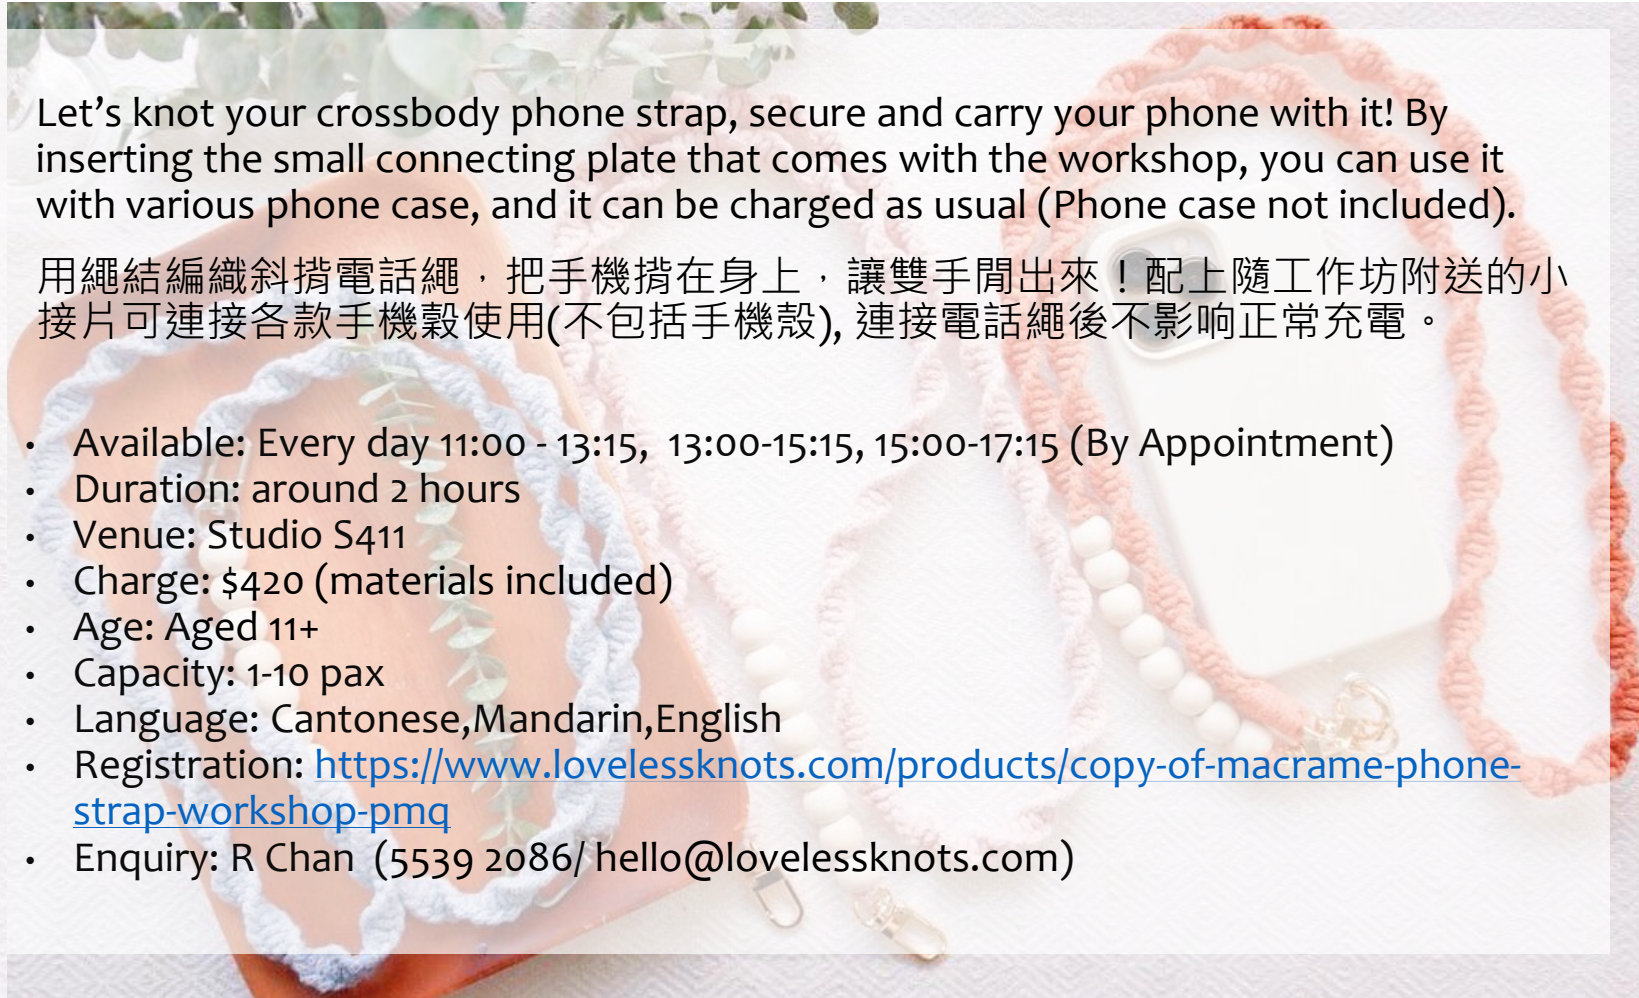 Let’s knot your crossbody phone strap, secure and carry your phone with it! By
inserting the small connecting plate that comes with the workshop, you can use it
with various phone case, and it can be charged as usual (Phone case not included).
用繩結編織斜揹電話繩，把手機揹在身上，讓雙手閒出來！配上隨工作坊附送的小
接片可連接各款手機穀使用(不包括手機殼), 連接電話繩後不影响正常充電。
• Available: Every day 11:00 - 13:15, 13:00-15:15, 15:00-17:15 (By Appointment)
• Duration: around 2 hours
• Venue: Studio S411
• Charge: $420 (materials included)
• Age: Aged 11+
• Capacity: 1-10 pax
• Language: Cantonese,Mandarin,English
• Registration: https://www.lovelessknots.com/products/copy-of-macrame-phone-
strap-workshop-pmq
• Enquiry: R Chan (5539 2086/ hello@lovelessknots.com)